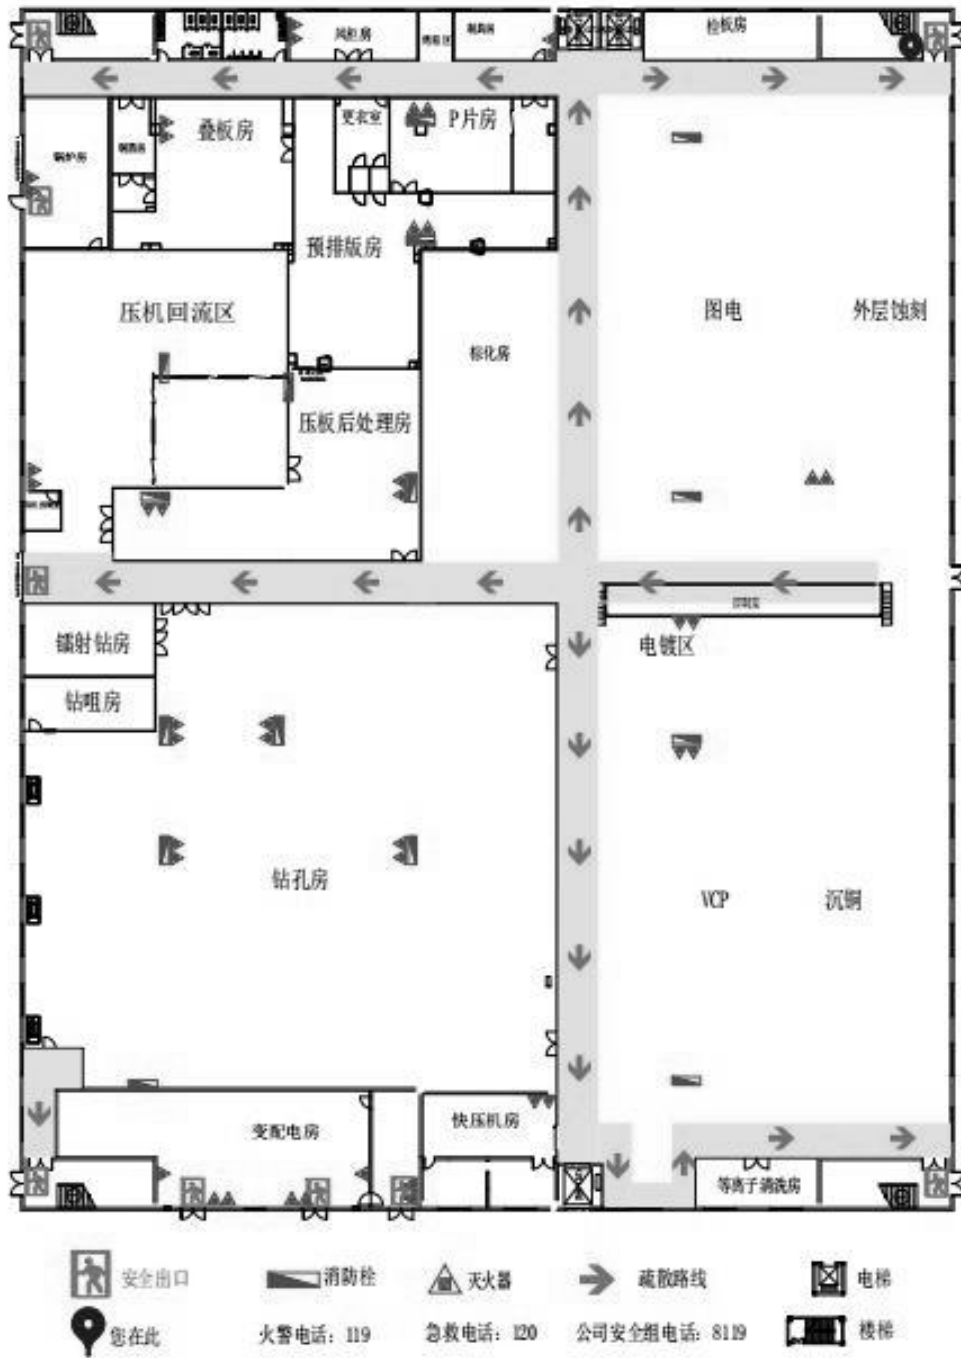 风柜房
检板房
叠板房
更衣室
P片房
锅炉房
预排版房
压机回流区
图电
外层蚀刻
棕化房
压板后处理房
镭射钻房
电镀区
钻咀房
钻孔房
VCP
沉铜
变配电房
快压机房
等离子清洗房
安全出口
消防栓
灭火器
疏散路线
电梯
您在此
火警电话：119
急救电话：120
公司安全组电话：8119
楼梯